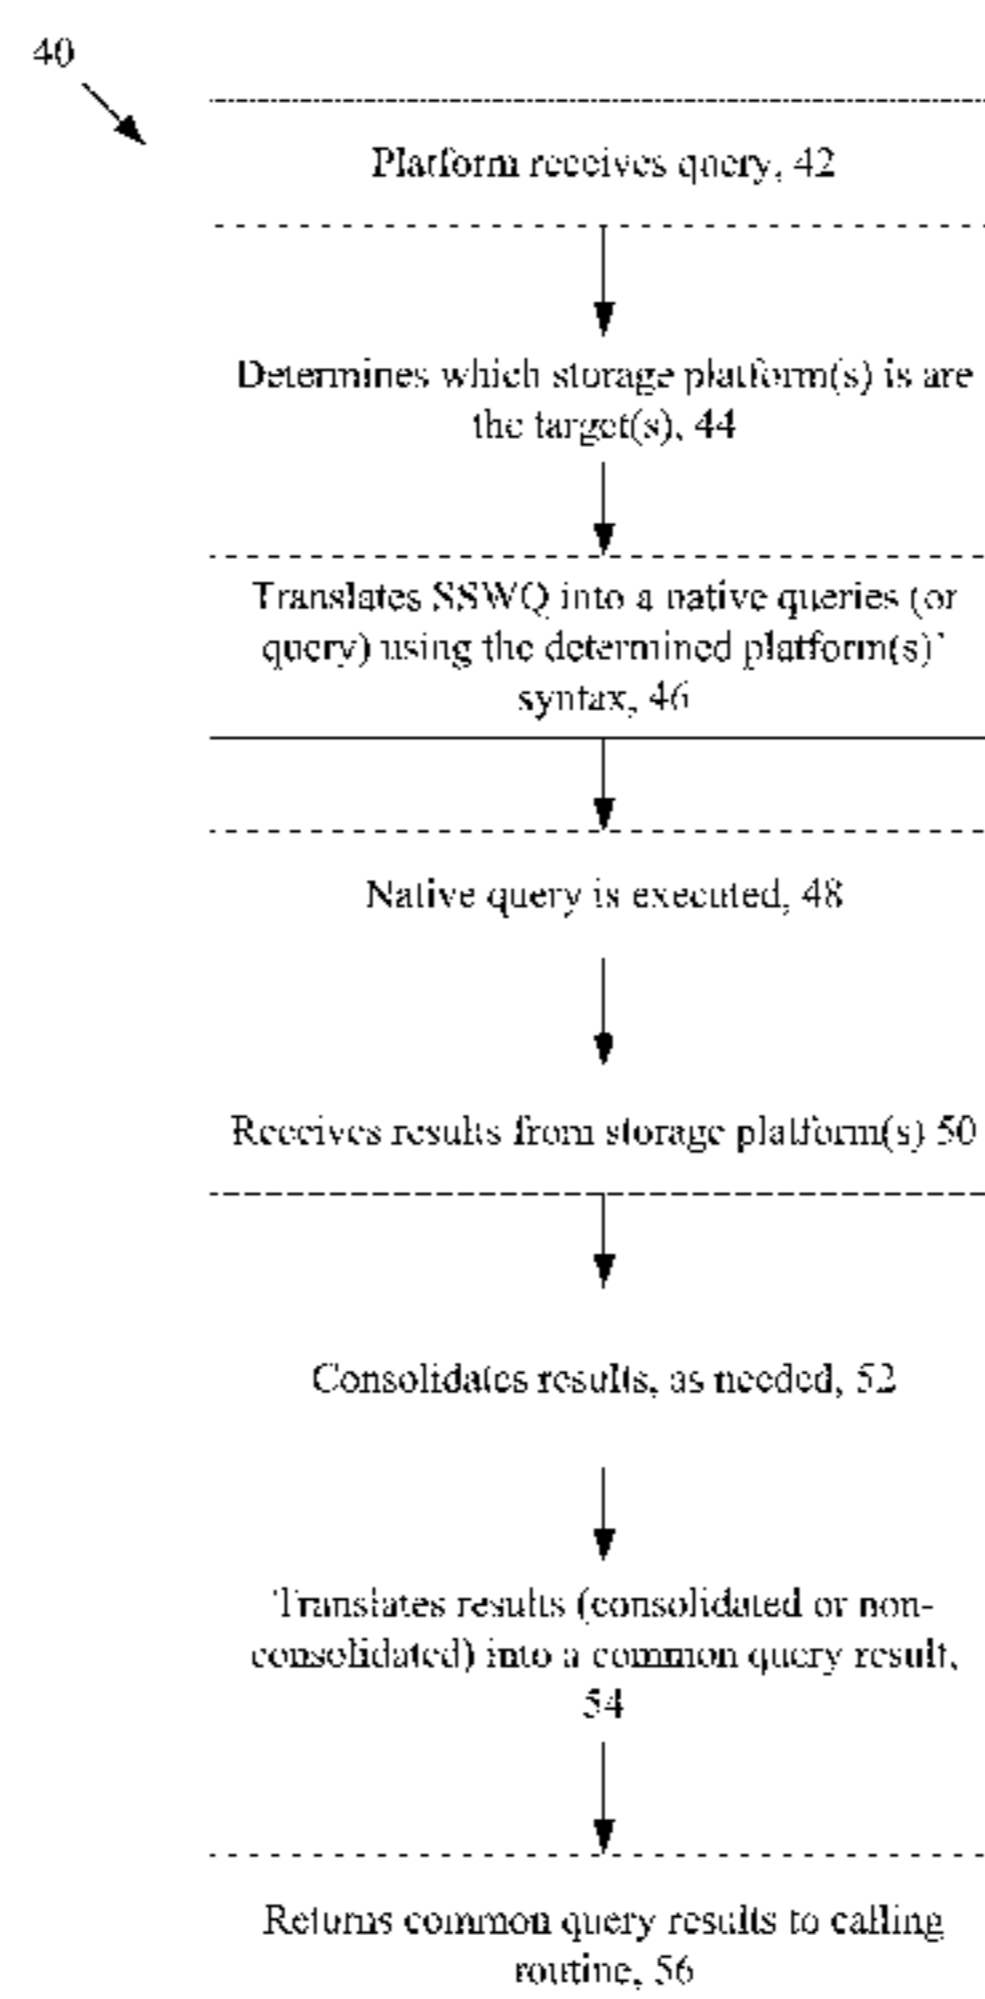 40
Platform receives query, 42
Determines which storage platform(s) is are
the target(s), 44
Translates SSWQ into a native queries (or
query) using the determined platform(s)'
syntax, 46
Native query is executed, 48
Receives results from storage platform(s) 50
Consolidates results, as needed, 52
Translates results (consolidated or non-
consolidated) into a common query result,
54
Returns common query results to calling
routine, 56